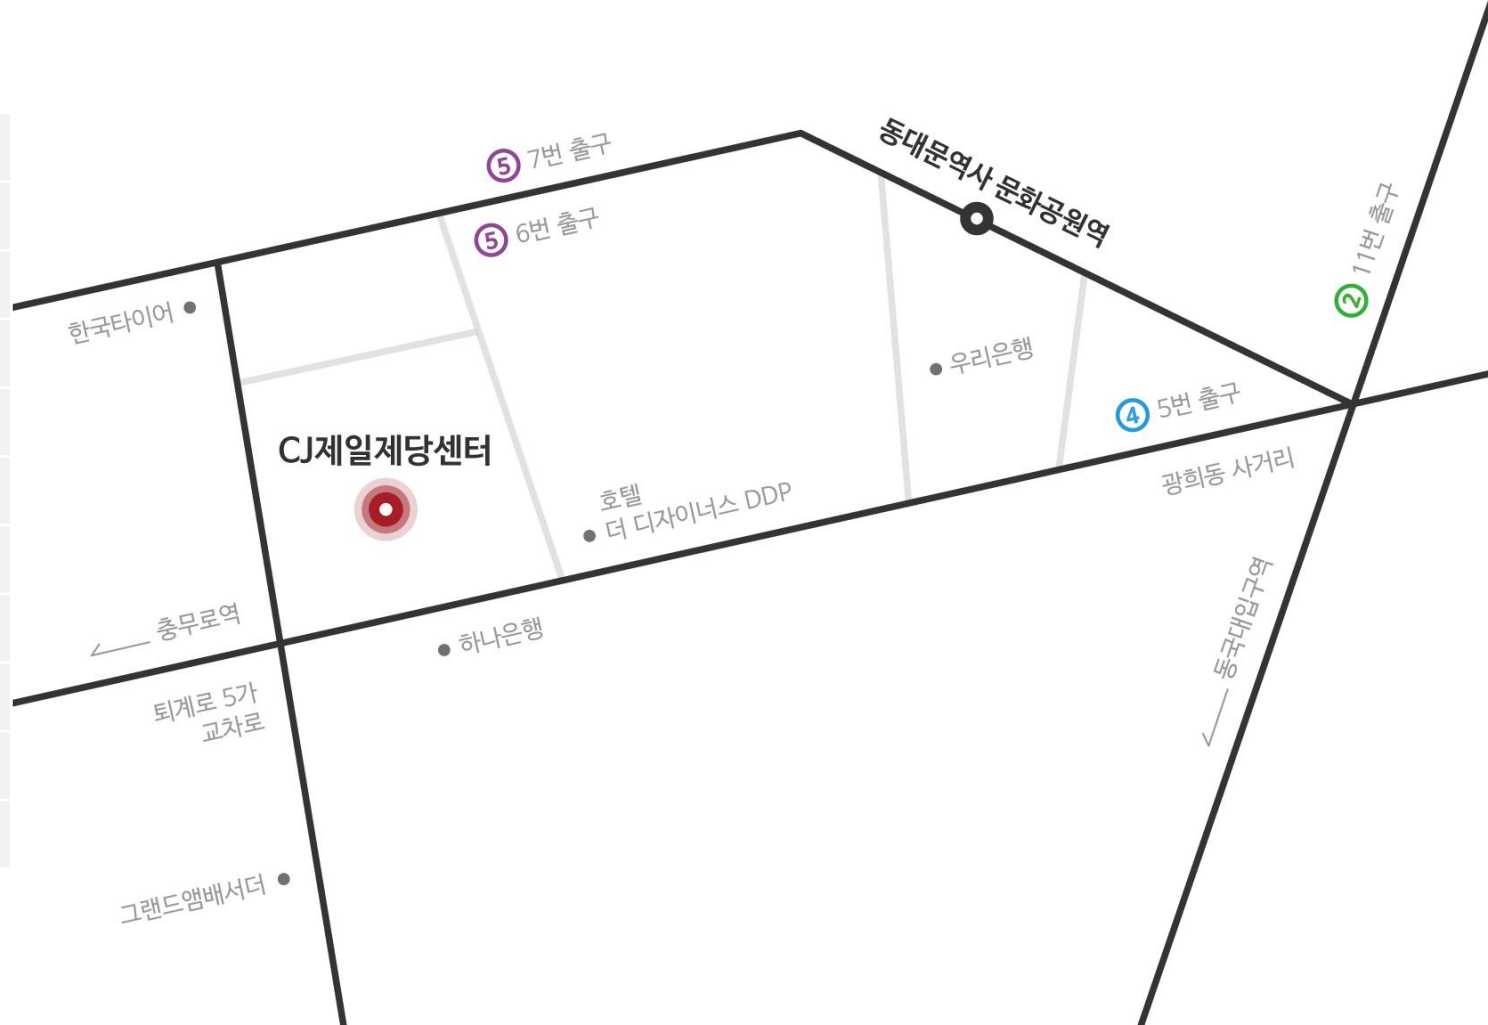 동대문역사 문화공원역
5 7번 출구
5 6번 출구
2 11번 출구
한국타이어
우리은행
4 5번 출구
CJ제일제당센터
광희동 사거리
호텔
더 디자이너스 DDP
충무로역
하나은행
동국대입구역
퇴계로 5가
교차로
그랜드앰배서더